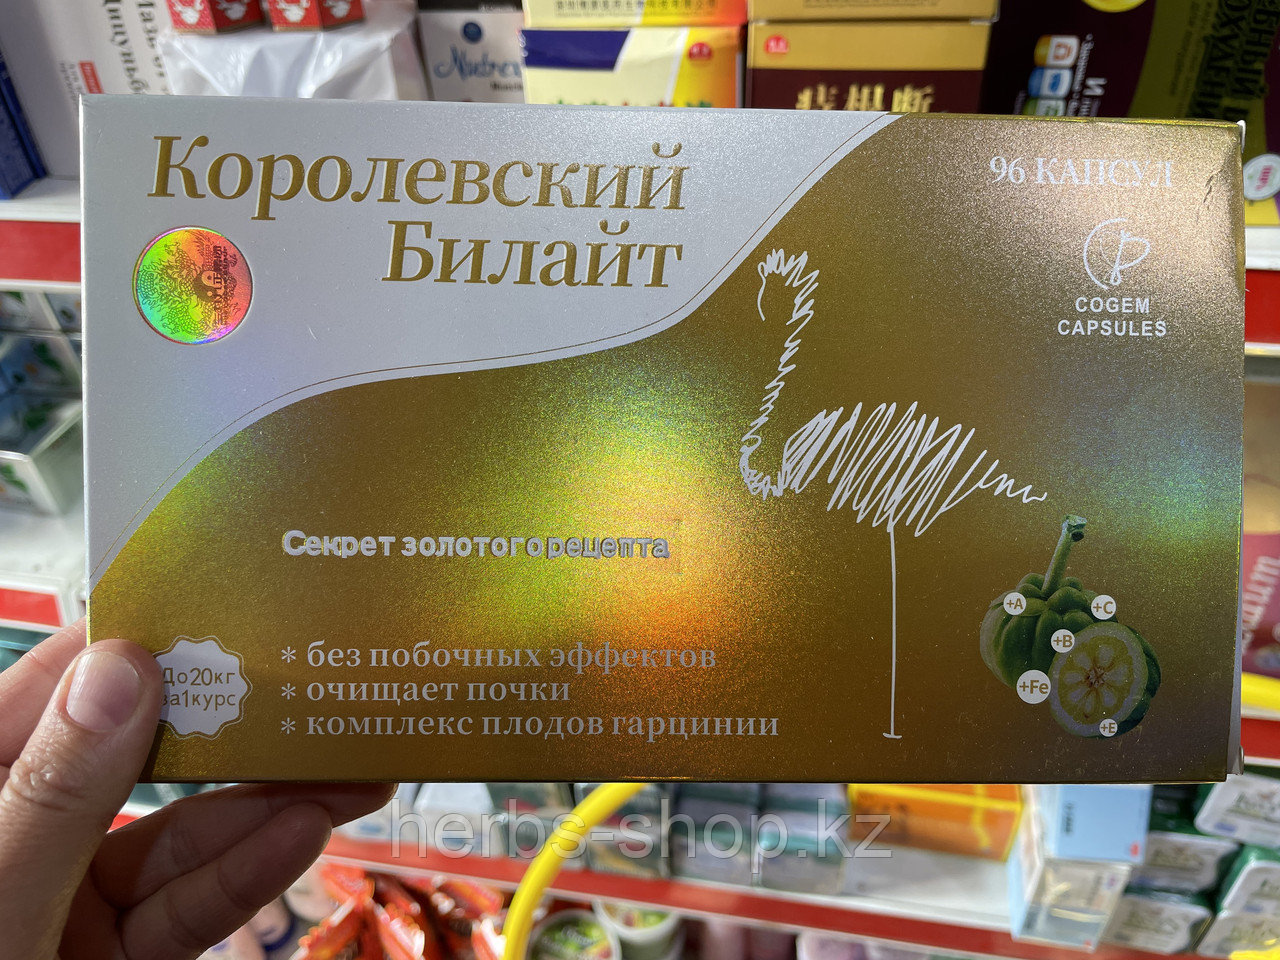 Королевский
Билайт
96 КАПСУЛ
COGEM
CAPSULES
Секрет золотого рецепта
До 20кг
за 1 курс
* без побочных эффектов
* очищает почки
* комплекс плодов гарцинии
+A
+C
+B
+Fe
+E
herbs-shop.kz